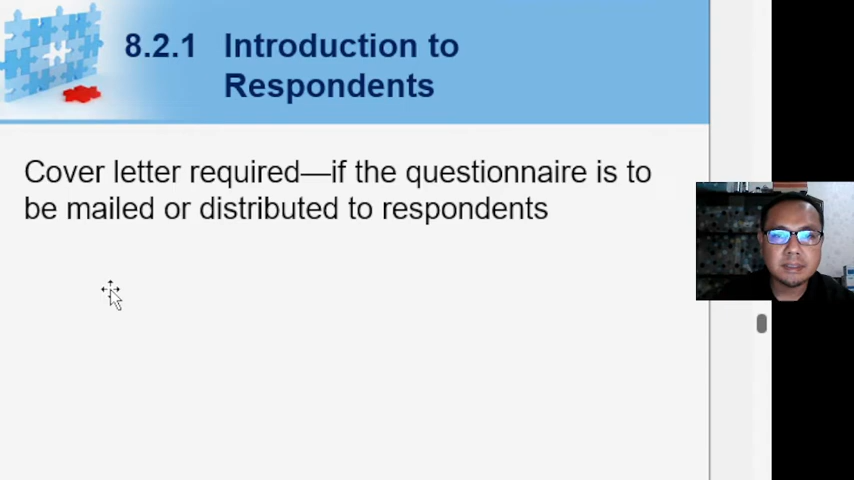 8.2.1 Introduction to
Respondents
Cover letter required—if the questionnaire is to
be mailed or distributed to respondents